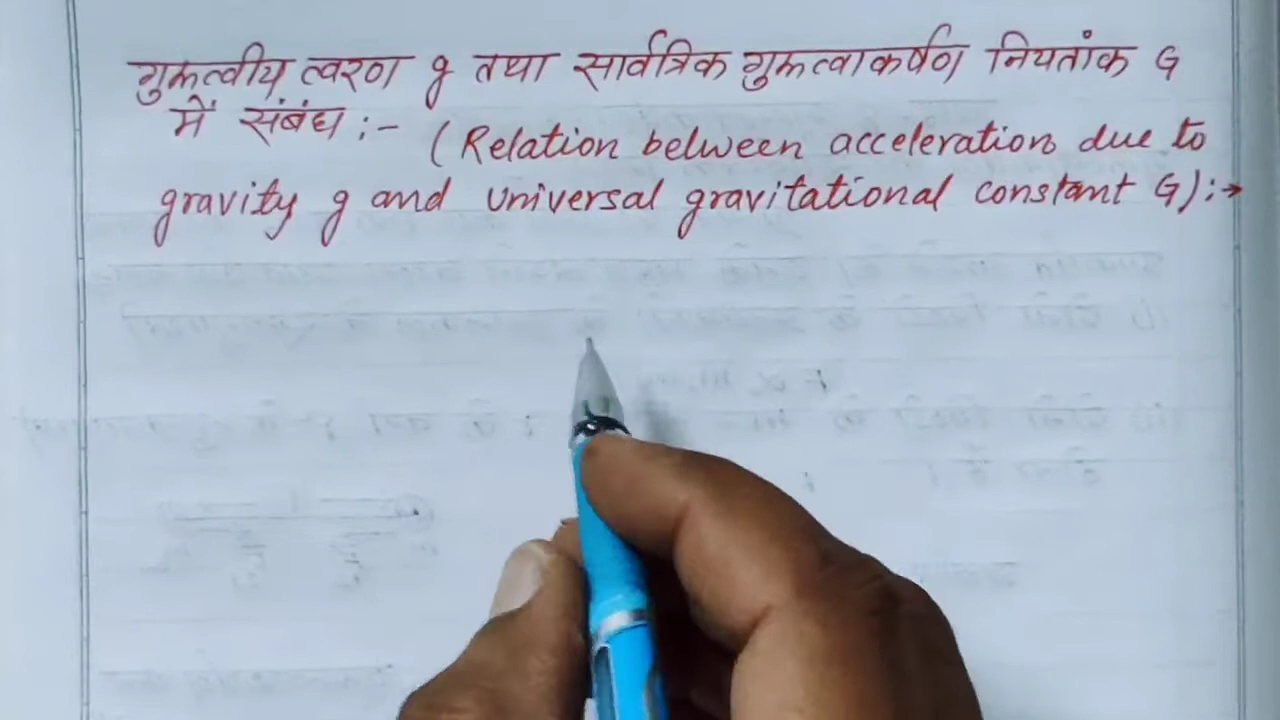 गुरुत्वीय त्वरण g तथा सार्वत्रिक गुरुत्वाकर्षण नियतांक G
में संबंध :- (Relation between acceleration due to
gravity g and universal gravitational constant G):→